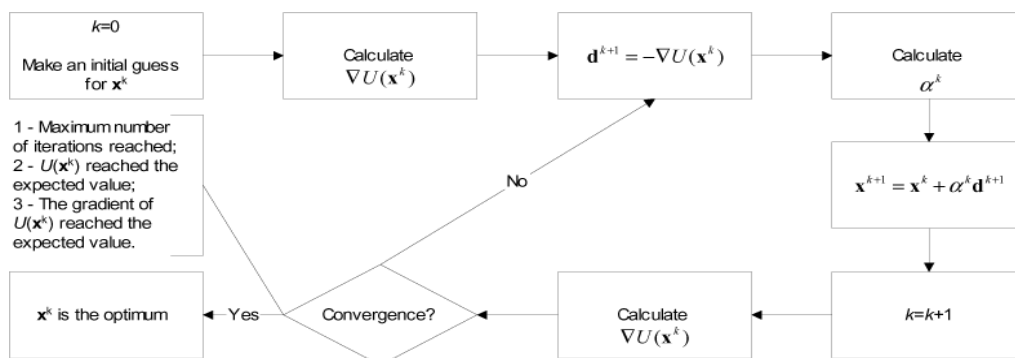 k=0
Make an initial guess
for x^k
Calculate
∇U(x^k)
d^{k+1} = −∇U(x^k)
Calculate
α^k
1 - Maximum number
of iterations reached;
2 - U(x^k) reached the
expected value;
3 - The gradient of
U(x^k) reached the
expected value.
No
x^{k+1} = x^k + α^k d^{k+1}
x^k is the optimum
Yes
Convergence?
Calculate
∇U(x^k)
k=k+1